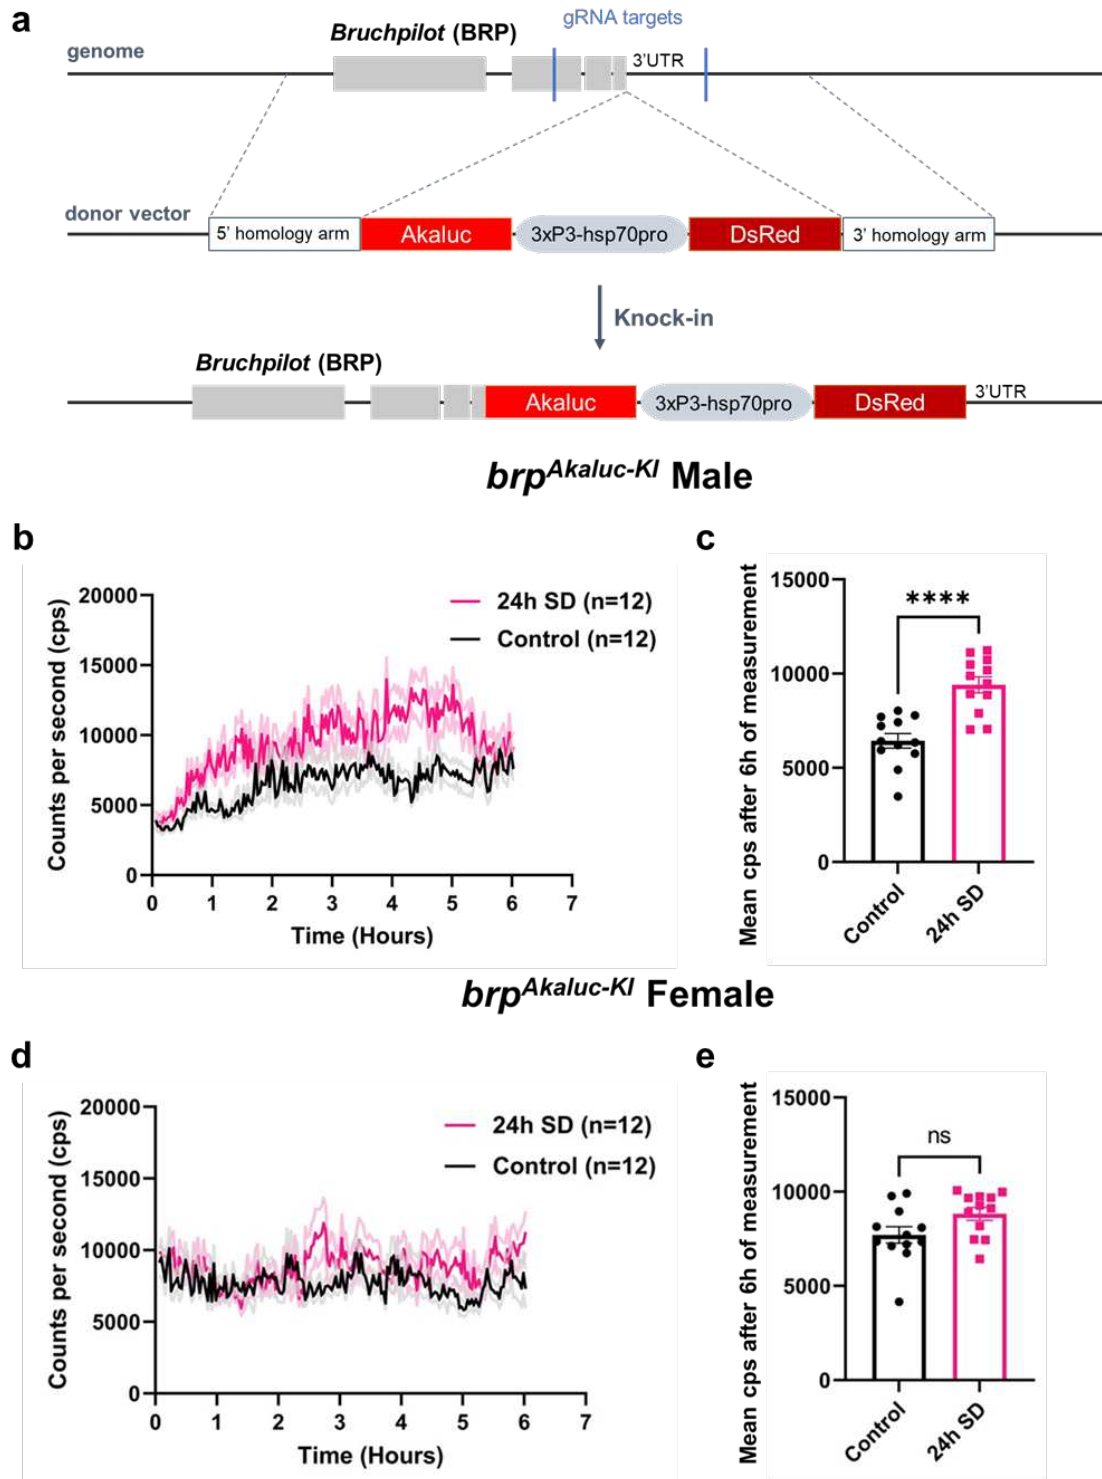 a
Bruchpilot (BRP)
gRNA targets
genome
3'UTR
donor vector
5' homology arm
Akaluc
3xP3-hsp70pro
DsRed
3' homology arm
Knock-in
Bruchpilot (BRP)
Akaluc
3xP3-hsp70pro
DsRed
3'UTR
brp^Akaluc-KI Male
b
Counts per second (cps)
20000
15000
10000
5000
0
0 1 2 3 4 5 6 7
Time (Hours)
24h SD (n=12)
Control (n=12)
c
Mean cps after 6h of measurement
15000
10000
5000
0
****
Control
24h SD
brp^Akaluc-KI Female
d
Counts per second (cps)
20000
15000
10000
5000
0
0 1 2 3 4 5 6 7
Time (Hours)
24h SD (n=12)
Control (n=12)
e
Mean cps after 6h of measurement
15000
10000
5000
0
ns
Control
24h SD